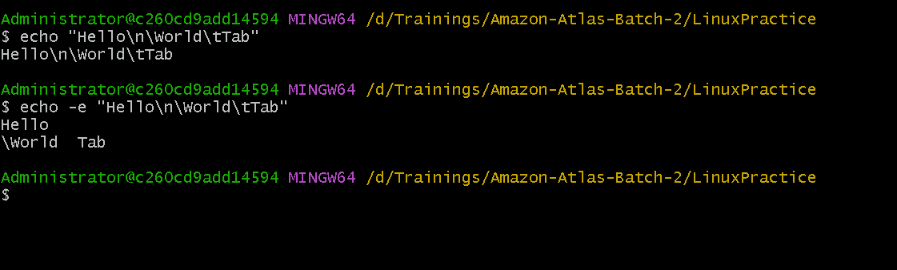 Administrator@c260cd9add14594 MINGW64 /d/Trainings/Amazon-Atlas-Batch-2/LinuxPractice
$ echo "Hello\n\World\tTab"
Hello\n\World\tTab
Administrator@c260cd9add14594 MINGW64 /d/Trainings/Amazon-Atlas-Batch-2/LinuxPractice
$ echo -e "Hello\n\World\tTab"
Hello
\World  Tab
Administrator@c260cd9add14594 MINGW64 /d/Trainings/Amazon-Atlas-Batch-2/LinuxPractice
$